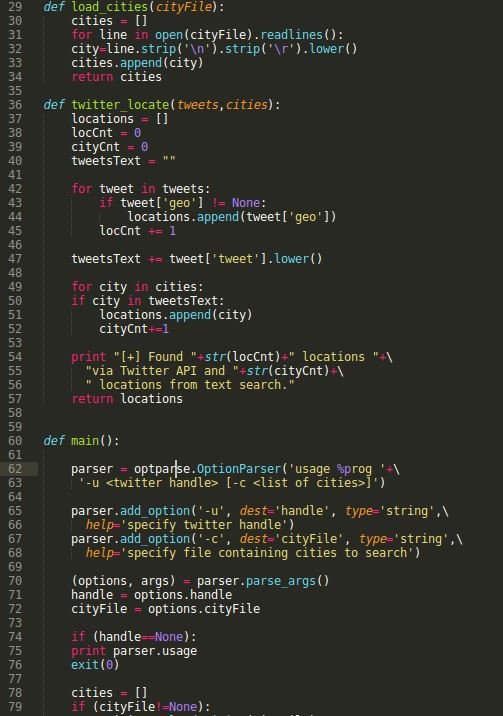 29 def load_cities(cityFile):
30 cities = []
31 for line in open(cityFile).readlines():
32 city=line.strip('\n').strip('\r').lower()
33 cities.append(city)
34 return cities
35
36 def twitter_locate(tweets,cities):
37 locations = []
38 locCnt = 0
39 cityCnt = 0
40 tweetsText = ""
41
42 for tweet in tweets:
43 if tweet['geo'] != None:
44 locations.append(tweet['geo'])
45 locCnt += 1
46
47 tweetsText += tweet['tweet'].lower()
48
49 for city in cities:
50 if city in tweetsText:
51 locations.append(city)
52 cityCnt+=1
53
54 print "[+] Found "+str(locCnt)+" locations "+\
55 "via Twitter API and "+str(cityCnt)+\
56 " locations from text search."
57 return locations
58
59
60 def main():
61
62 parser = optparse.OptionParser('usage %prog '+\
63 '-u <twitter handle> [-c <list of cities>]')
64
65 parser.add_option('-u', dest='handle', type='string',\
66 help='specify twitter handle')
67 parser.add_option('-c', dest='cityFile', type='string',\
68 help='specify file containing cities to search')
69
70 (options, args) = parser.parse_args()
71 handle = options.handle
72 cityFile = options.cityFile
73
74 if (handle==None):
75 print parser.usage
76 exit(0)
77
78 cities = []
79 if (cityFile!=None):